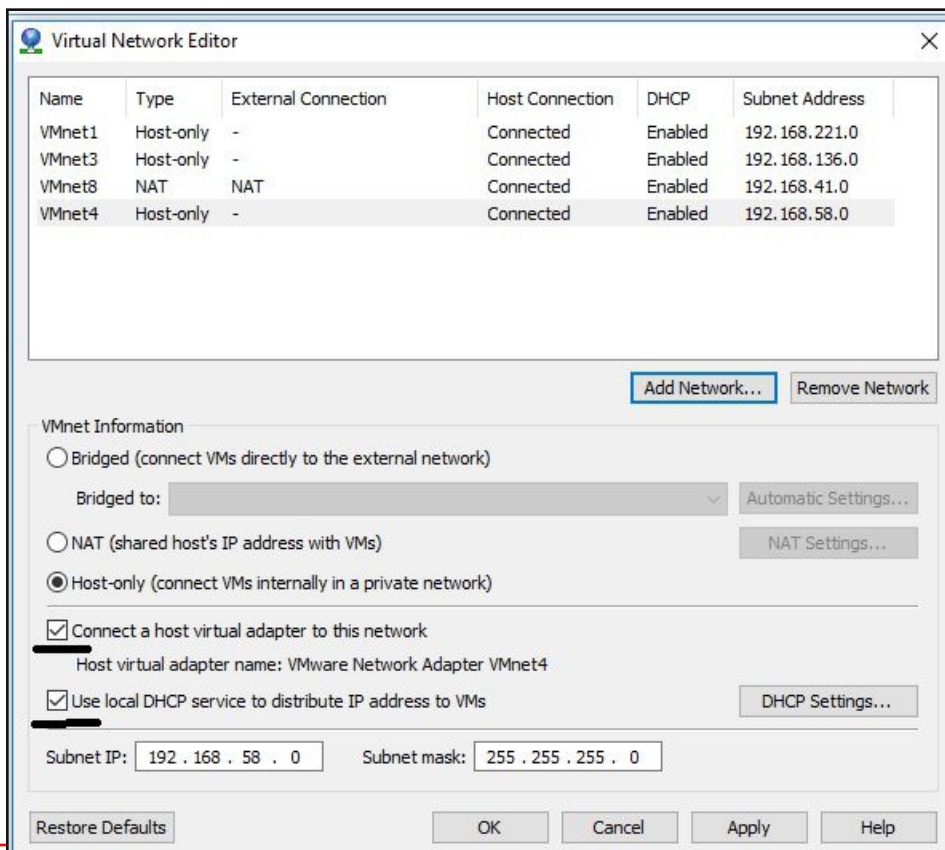 Virtual Network Editor
Name Type External Connection Host Connection DHCP Subnet Address
VMnet1 Host-only - Connected Enabled 192.168.221.0
VMnet3 Host-only - Connected Enabled 192.168.136.0
VMnet8 NAT NAT Connected Enabled 192.168.41.0
VMnet4 Host-only - Connected Enabled 192.168.58.0
Add Network... Remove Network
VMnet Information
Bridged (connect VMs directly to the external network)
Bridged to: Automatic Settings...
NAT (shared host's IP address with VMs) NAT Settings...
Host-only (connect VMs internally in a private network)
Connect a host virtual adapter to this network
Host virtual adapter name: VMware Network Adapter VMnet4
Use local DHCP service to distribute IP address to VMs DHCP Settings...
Subnet IP: 192 . 168 . 58 . 0 Subnet mask: 255 . 255 . 255 . 0
Restore Defaults OK Cancel Apply Help